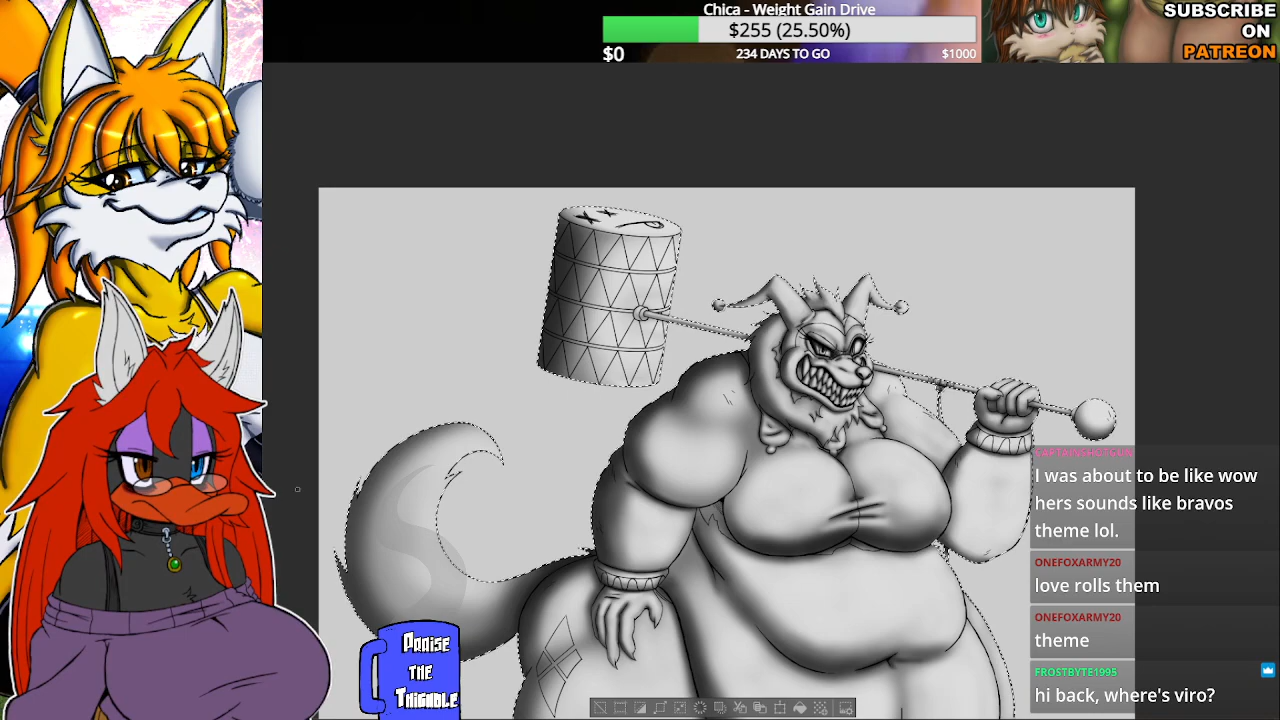 Chica - Weight Gain Drive
$255 (25.50%)
$0
234 DAYS TO GO
$1000
SUBSCRIBE
ON
PATREON
CAPTAINSHOTGUN
I was about to be like wow
hers sounds like bravos
theme lol.
ONEFOXARMY20
love rolls them
ONEFOXARMY20
theme
FROSTBYTE1995
hi back, where's viro?
PRAISE
THE